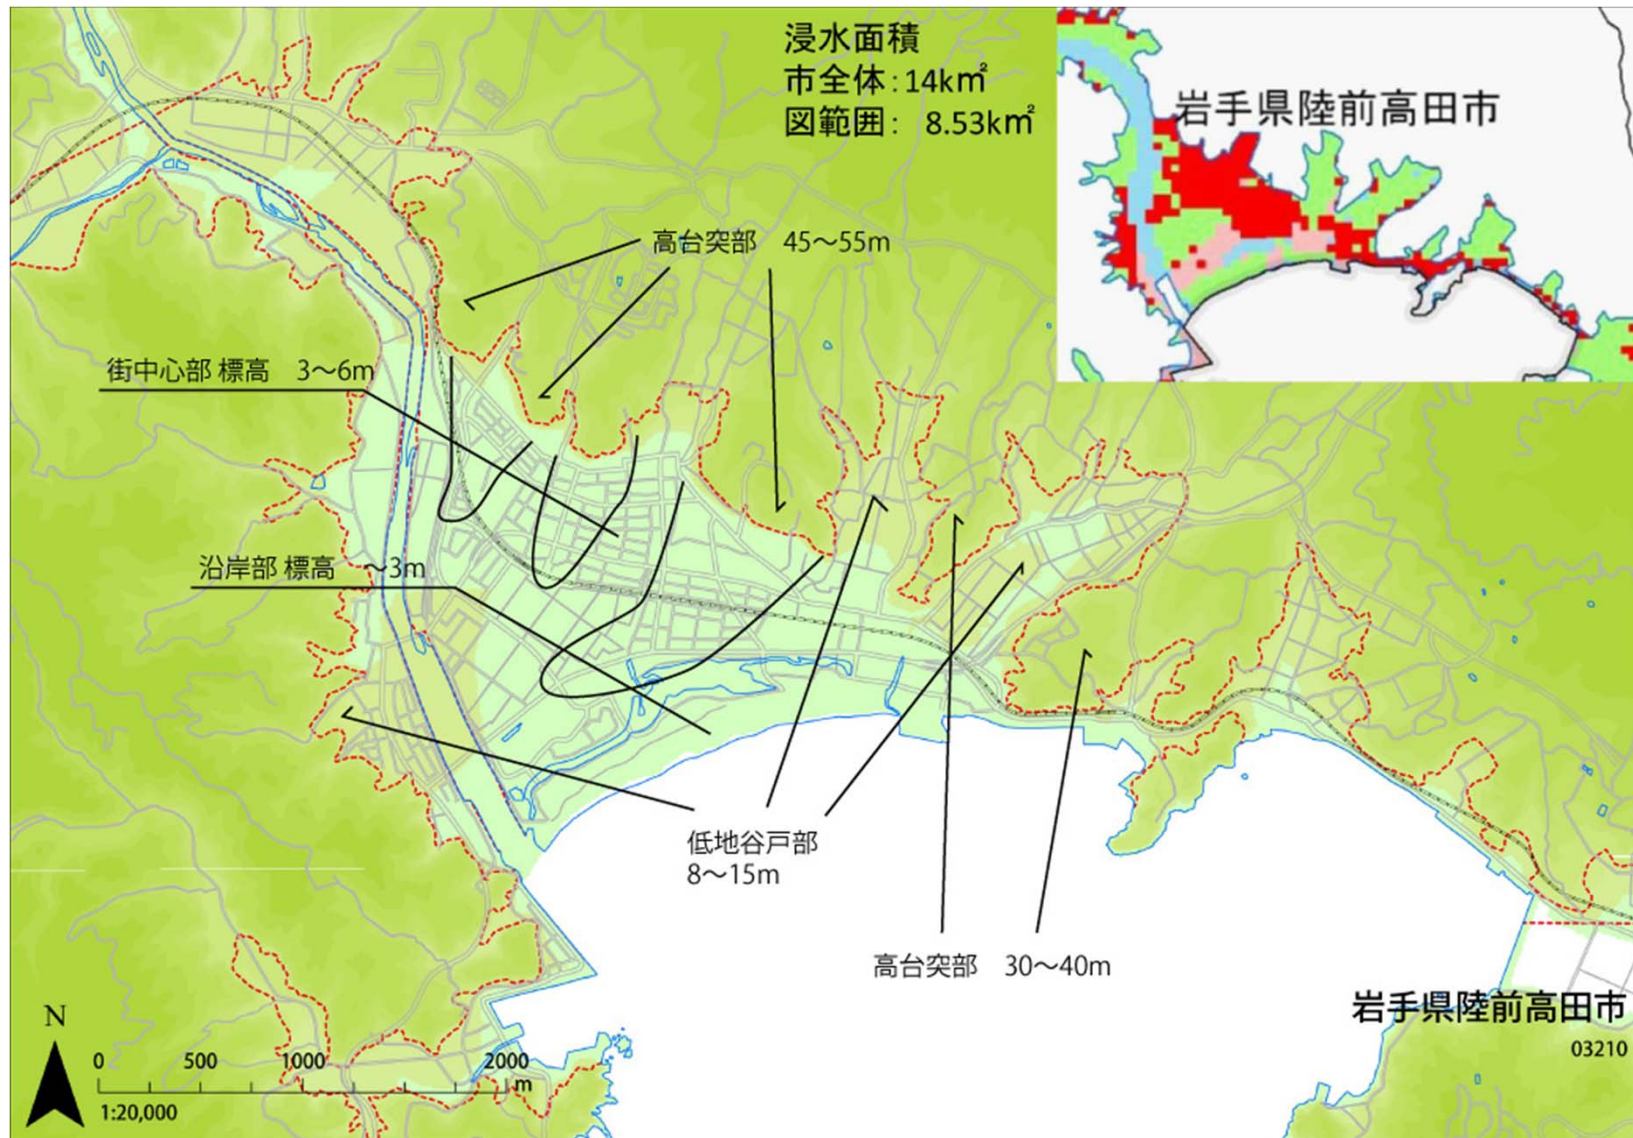 浸水面積
市全体:14k㎡
図範囲: 8.53k㎡
岩手県陸前高田市
高台突部 45～55m
街中心部 標高 3～6m
沿岸部 標高 ～3m
低地谷戸部
8～15m
高台突部 30～40m
岩手県陸前高田市
03210
N
0 500 1000 2000
m
1:20,000